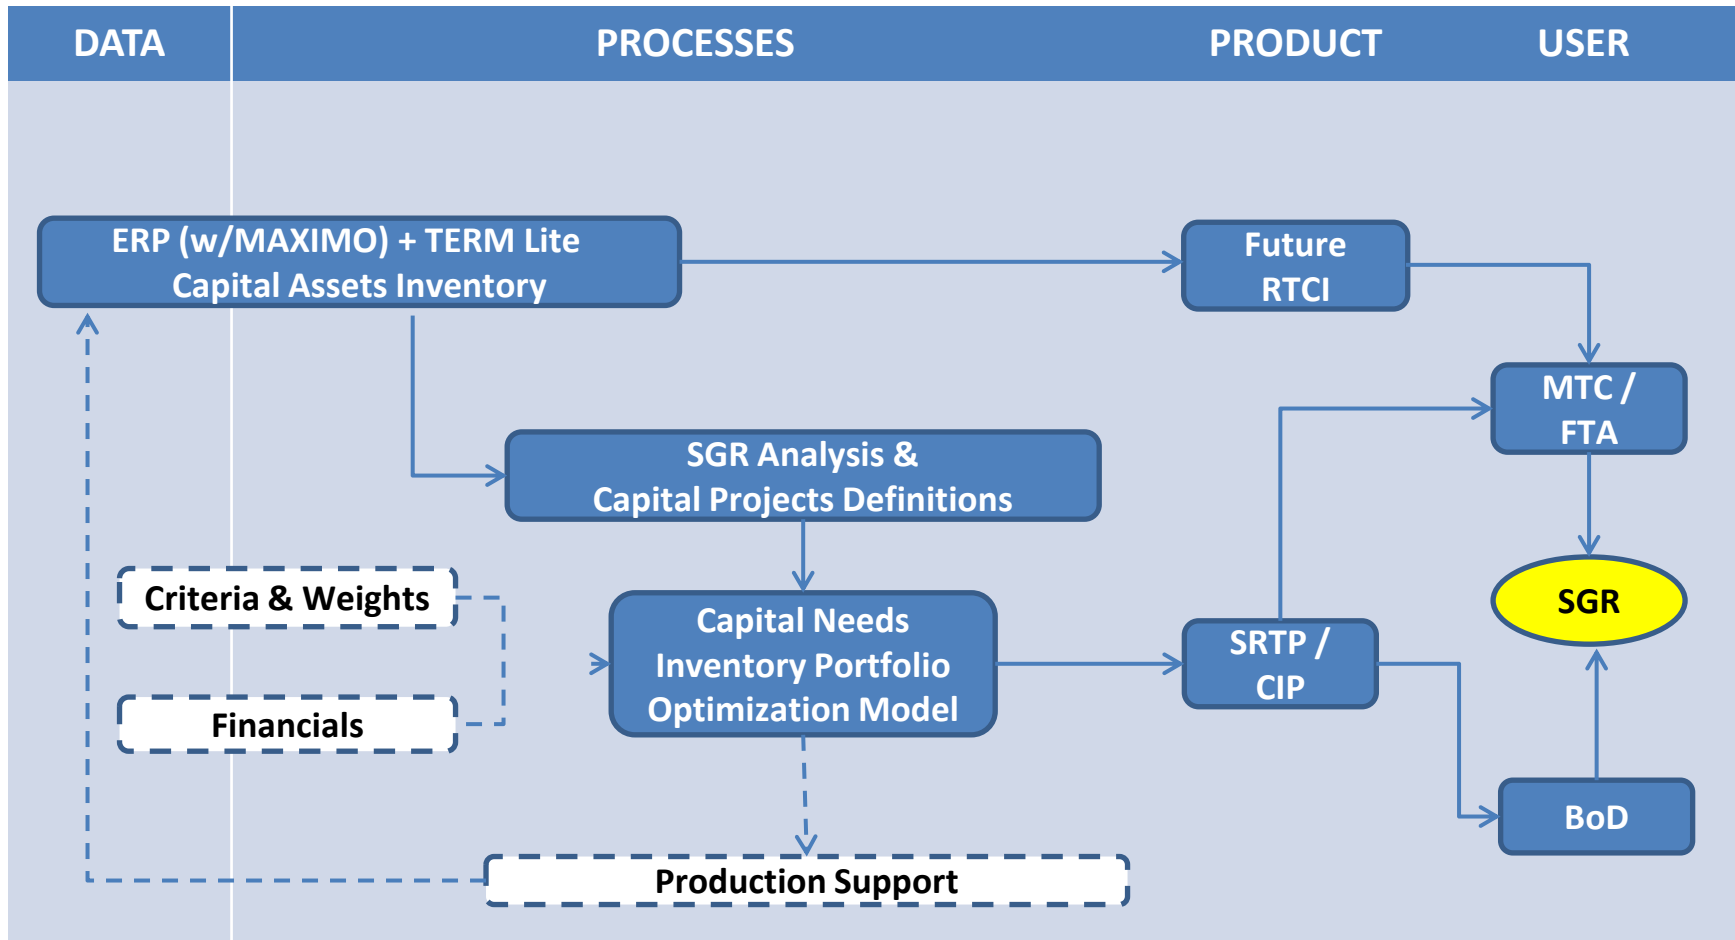 DATA
PROCESSES
PRODUCT
USER
ERP (w/MAXIMO) + TERM Lite
Capital Assets Inventory
Future
RTCI
MTC /
FTA
SGR Analysis &
Capital Projects Definitions
Criteria & Weights
Financials
Capital Needs
Inventory Portfolio
Optimization Model
SRTP /
CIP
SGR
BoD
Production Support